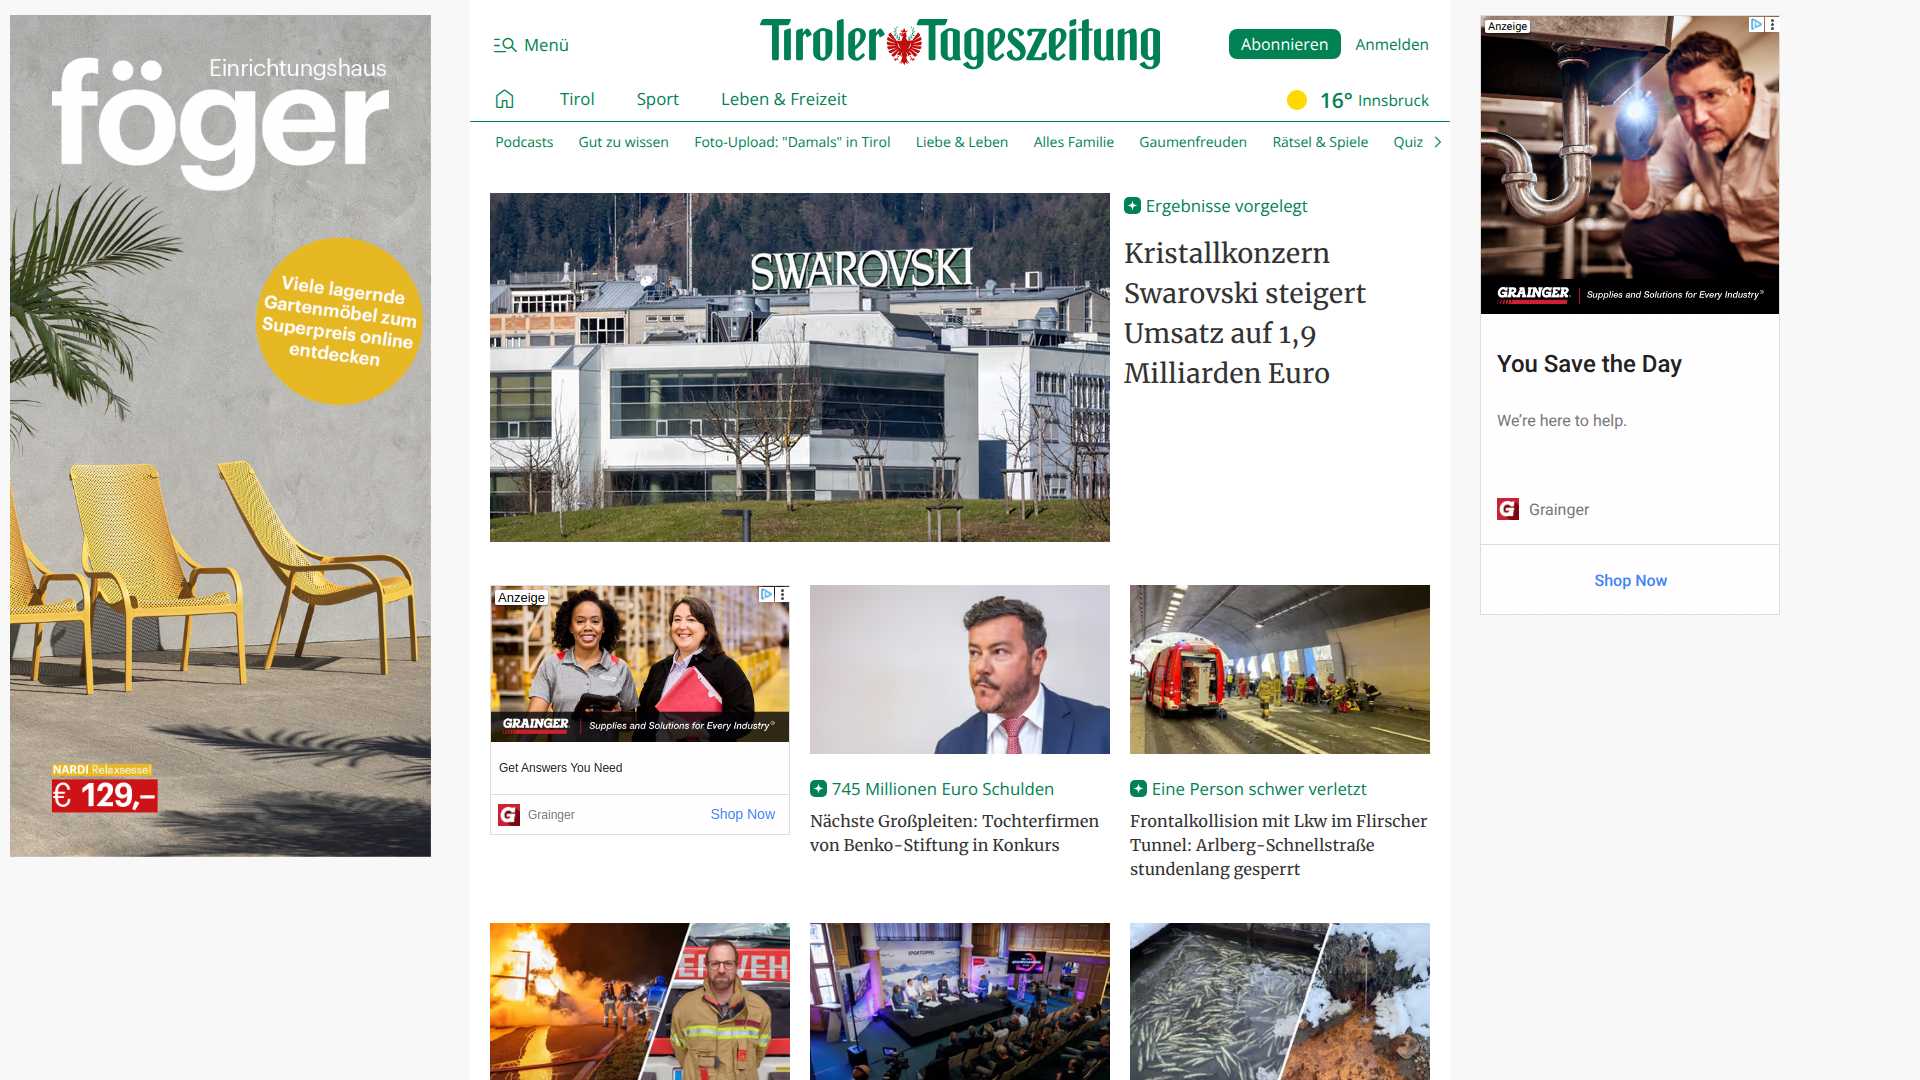 föger
Einrichtungshaus
Viele lagernde
Gartenmöbel zum
Superpreis online
entdecken
NARDI Relaxsessel
€ 129,–
Menü
Tiroler Tageszeitung
Abonnieren
Anmelden
Tirol
Sport
Leben & Freizeit
16° Innsbruck
Podcasts
Gut zu wissen
Foto-Upload: "Damals" in Tirol
Liebe & Leben
Alles Familie
Gaumenfreuden
Rätsel & Spiele
Quiz
SWAROVSKI
Ergebnisse vorgelegt
Kristallkonzern
Swarovski steigert
Umsatz auf 1,9
Milliarden Euro
Anzeige
GRAINGER
Supplies and Solutions for Every Industry®
Get Answers You Need
G
Grainger
Shop Now
745 Millionen Euro Schulden
Nächste Großpleiten: Tochterfirmen
von Benko-Stiftung in Konkurs
Eine Person schwer verletzt
Frontalkollision mit Lkw im Flirscher
Tunnel: Arlberg-Schnellstraße
stundenlang gesperrt
Anzeige
GRAINGER
Supplies and Solutions for Every Industry®
You Save the Day
We’re here to help.
G
Grainger
Shop Now